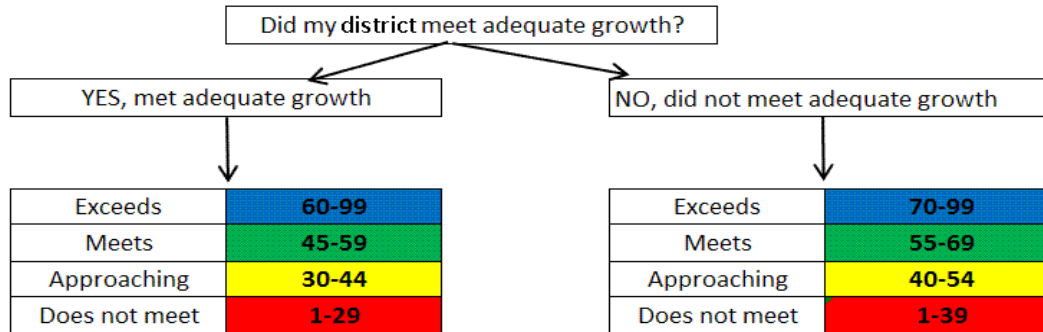 Did my district meet adequate growth?
YES, met adequate growth
NO, did not meet adequate growth
Exceeds 60-99
Meets 45-59
Approaching 30-44
Does not meet 1-29
Exceeds 70-99
Meets 55-69
Approaching 40-54
Does not meet 1-39